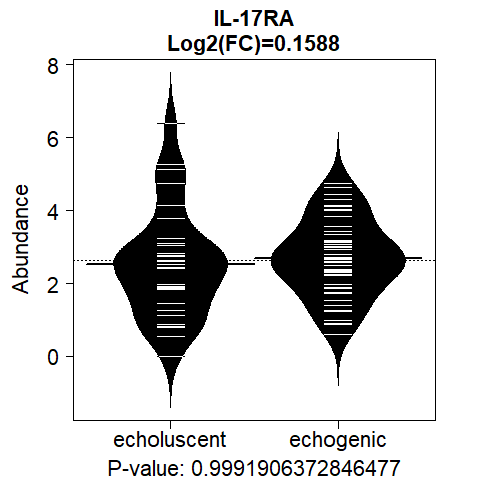 IL-17RA
Log2(FC)=0.1588
Abundance
8
6
4
2
0
echoluscent echogenic
P-value: 0.9991906372846477